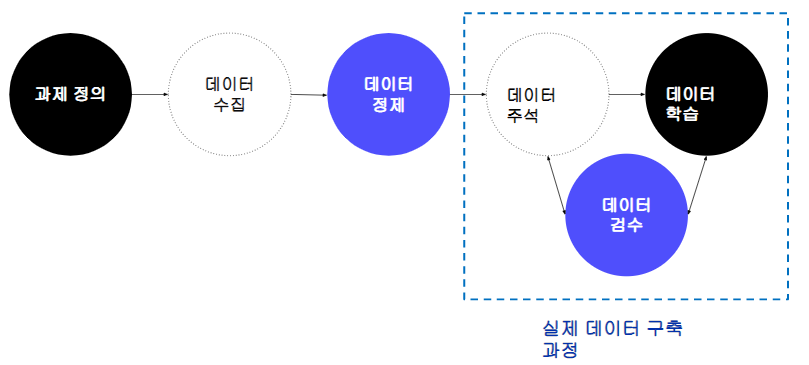 과제 정의
데이터
수집
데이터
정제
데이터
주석
데이터
학습
데이터
검수
실제 데이터 구축
과정